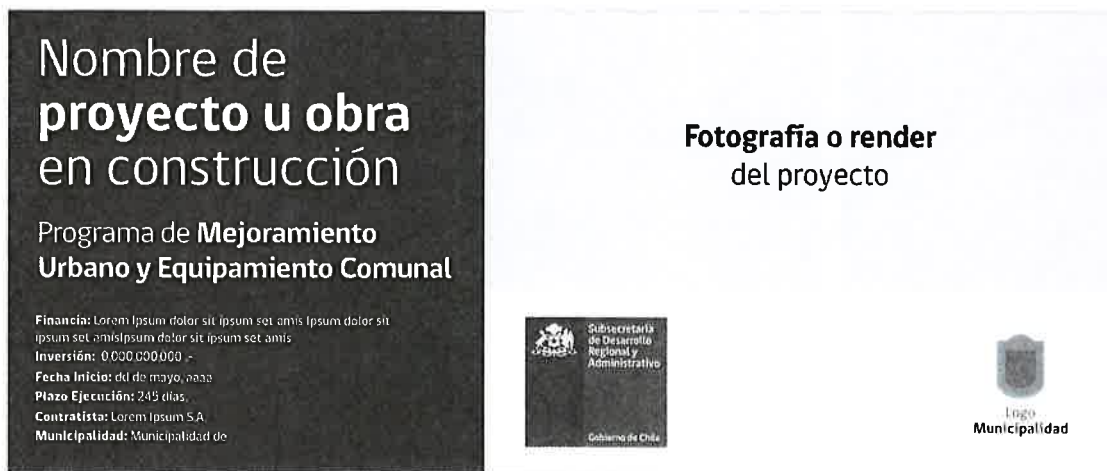 Nombre de
proyecto u obra
en construcción
Programa de Mejoramiento
Urbano y Equipamiento Comunal
Financia: Lorem Ipsum dolor sit ipsum set amis Ipsum dolor sit
ipsum set amisIpsum dolor sit ipsum set amis
Inversión: 0.000.000.000 .-
Fecha Inicio: dd de mayo, aaaa
Plazo Ejecución: 245 días.
Contratista: Lorem Ipsum S.A.
Municipalidad: Municipalidad de
Fotografía o render
del proyecto
Subsecretaría
de Desarrollo
Regional y
Administrativo
Gobierno de Chile
Logo
Municipalidad